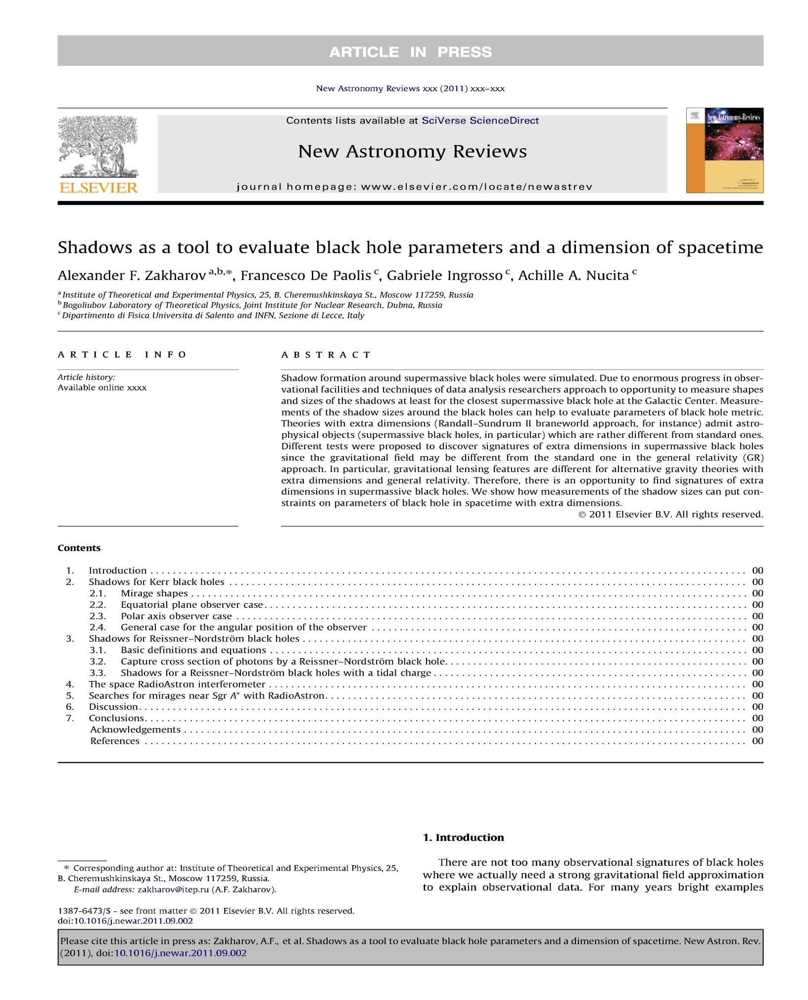 ARTICLE IN PRESS
New Astronomy Reviews xxx (2011) xxx–xxx
Contents lists available at SciVerse ScienceDirect
New Astronomy Reviews
journal homepage: www.elsevier.com/locate/newastrev
ELSEVIER
New Astronomy Reviews
ScienceDirect
Shadows as a tool to evaluate black hole parameters and a dimension of spacetime
Alexander F. Zakharov a,b,*, Francesco De Paolis c, Gabriele Ingrosso c, Achille A. Nucita c
a Institute of Theoretical and Experimental Physics, 25, B. Cheremushkinskaya St., Moscow 117259, Russia
b Bogoliubov Laboratory of Theoretical Physics, Joint Institute for Nuclear Research, Dubna, Russia
c Dipartimento di Fisica Universita di Salento and INFN, Sezione di Lecce, Italy
ARTICLE INFO
Article history:
Available online xxxx
ABSTRACT
Shadow formation around supermassive black holes were simulated. Due to enormous progress in obser-
vational facilities and techniques of data analysis researchers approach to opportunity to measure shapes
and sizes of the shadows at least for the closest supermassive black hole at the Galactic Center. Measure-
ments of the shadow sizes around the black holes can help to evaluate parameters of black hole metric.
Theories with extra dimensions (Randall–Sundrum II braneworld approach, for instance) admit astro-
physical objects (supermassive black holes, in particular) which are rather different from standard ones.
Different tests were proposed to discover signatures of extra dimensions in supermassive black holes
since the gravitational field may be different from the standard one in the general relativity (GR)
approach. In particular, gravitational lensing features are different for alternative gravity theories with
extra dimensions and general relativity. Therefore, there is an opportunity to find signatures of extra
dimensions in supermassive black holes. We show how measurements of the shadow sizes can put con-
straints on parameters of black hole in spacetime with extra dimensions.
© 2011 Elsevier B.V. All rights reserved.
Contents
1. Introduction 00
2. Shadows for Kerr black holes 00
2.1. Mirage shapes 00
2.2. Equatorial plane observer case 00
2.3. Polar axis observer case 00
2.4. General case for the angular position of the observer 00
3. Shadows for Reissner–Nordström black holes 00
3.1. Basic definitions and equations 00
3.2. Capture cross section of photons by a Reissner–Nordström black hole 00
3.3. Shadows for a Reissner–Nordström black holes with a tidal charge 00
4. The space RadioAstron interferometer 00
5. Searches for mirages near Sgr A* with RadioAstron 00
6. Discussion 00
7. Conclusions 00
Acknowledgements 00
References 00
* Corresponding author at: Institute of Theoretical and Experimental Physics, 25,
B. Cheremushkinskaya St., Moscow 117259, Russia.
E-mail address: zakharov@itep.ru (A.F. Zakharov).
1. Introduction
There are not too many observational signatures of black holes
where we actually need a strong gravitational field approximation
to explain observational data. For many years bright examples
1387-6473/$ - see front matter © 2011 Elsevier B.V. All rights reserved.
doi:10.1016/j.newar.2011.09.002
Please cite this article in press as: Zakharov, A.F., et al. Shadows as a tool to evaluate black hole parameters and a dimension of spacetime. New Astron. Rev.
(2011), doi:10.1016/j.newar.2011.09.002